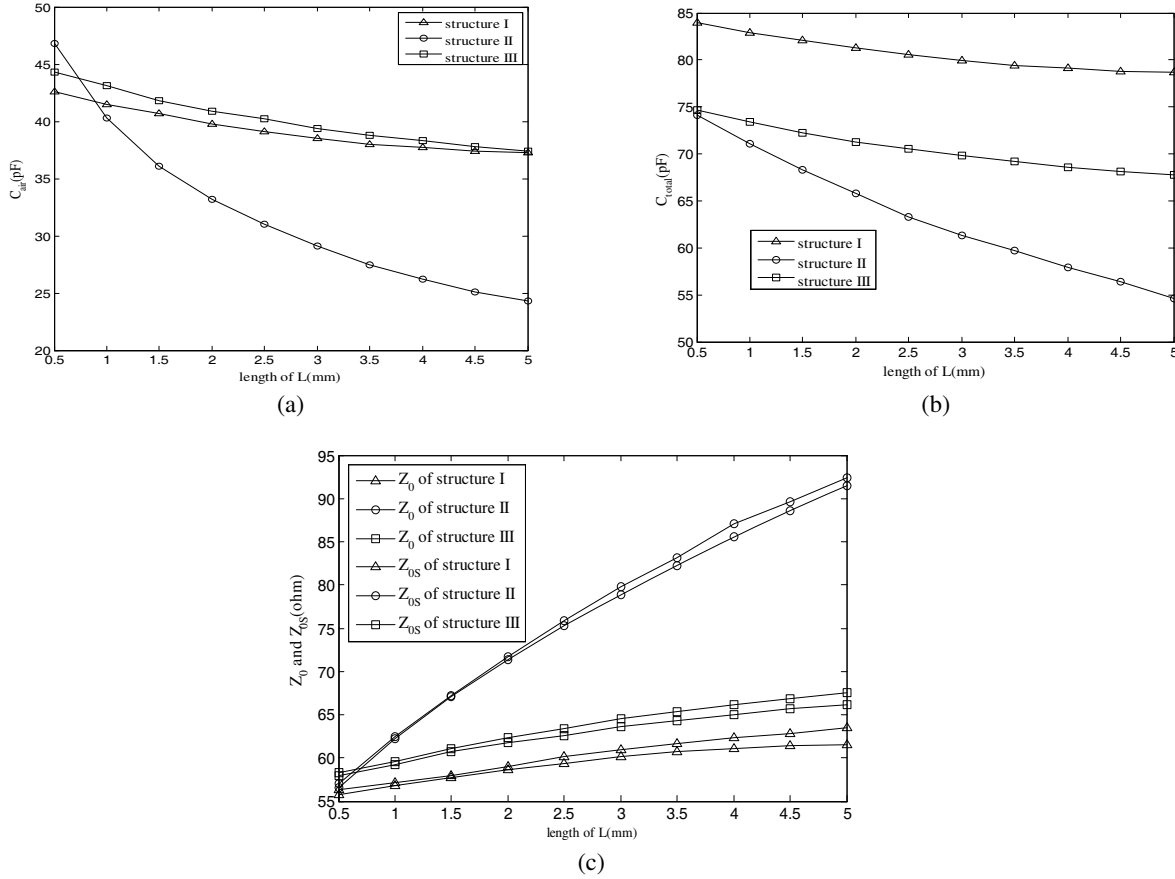 50
45
40
35
30
25
20
C_air(pF)
structure I
structure II
structure III
0.5 1 1.5 2 2.5 3 3.5 4 4.5 5
length of L(mm)
(a)
85
80
75
70
65
60
55
50
C_total(pF)
structure I
structure II
structure III
0.5 1 1.5 2 2.5 3 3.5 4 4.5 5
length of L(mm)
(b)
95
90
85
80
75
70
65
60
55
Z_0 and Z_0S(ohm)
Z_0 of structure I
Z_0 of structure II
Z_0 of structure III
Z_0S of structure I
Z_0S of structure II
Z_0S of structure III
0.5 1 1.5 2 2.5 3 3.5 4 4.5 5
length of L(mm)
(c)